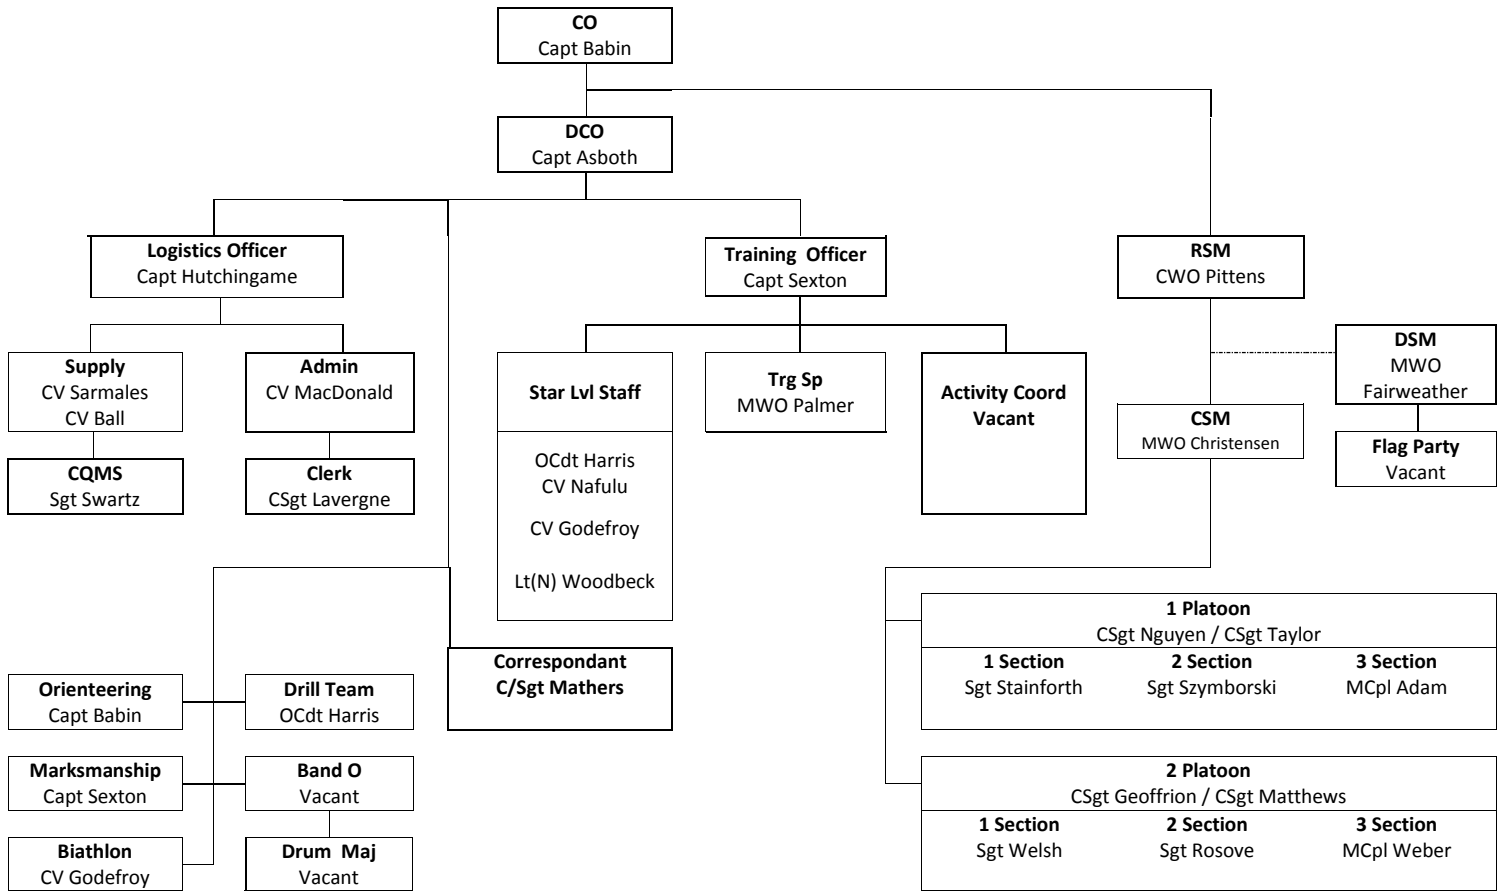 CO
Capt Babin
DCO
Capt Asboth
Logistics Officer
Capt Hutchingame
Training  Officer
Capt Sexton
RSM
CWO Pittens
Supply
CV Sarmales
CV Ball
Admin
CV MacDonald
Star Lvl Staff
OCdt Harris
CV Nafulu
CV Godefroy
Lt(N) Woodbeck
Trg Sp
MWO Palmer
Activity Coord
Vacant
DSM
MWO
Fairweather
CSM
MWO Christensen
Flag Party
Vacant
CQMS
Sgt Swartz
Clerk
CSgt Lavergne
Correspondant
C/Sgt Mathers
Orienteering
Capt Babin
Drill Team
OCdt Harris
Marksmanship
Capt Sexton
Band O
Vacant
Biathlon
CV Godefroy
Drum  Maj
Vacant
1 Platoon
CSgt Nguyen / CSgt Taylor
1 Section
Sgt Stainforth
2 Section
Sgt Szymborski
3 Section
MCpl Adam
2 Platoon
CSgt Geoffrion / CSgt Matthews
1 Section
Sgt Welsh
2 Section
Sgt Rosove
3 Section
MCpl Weber